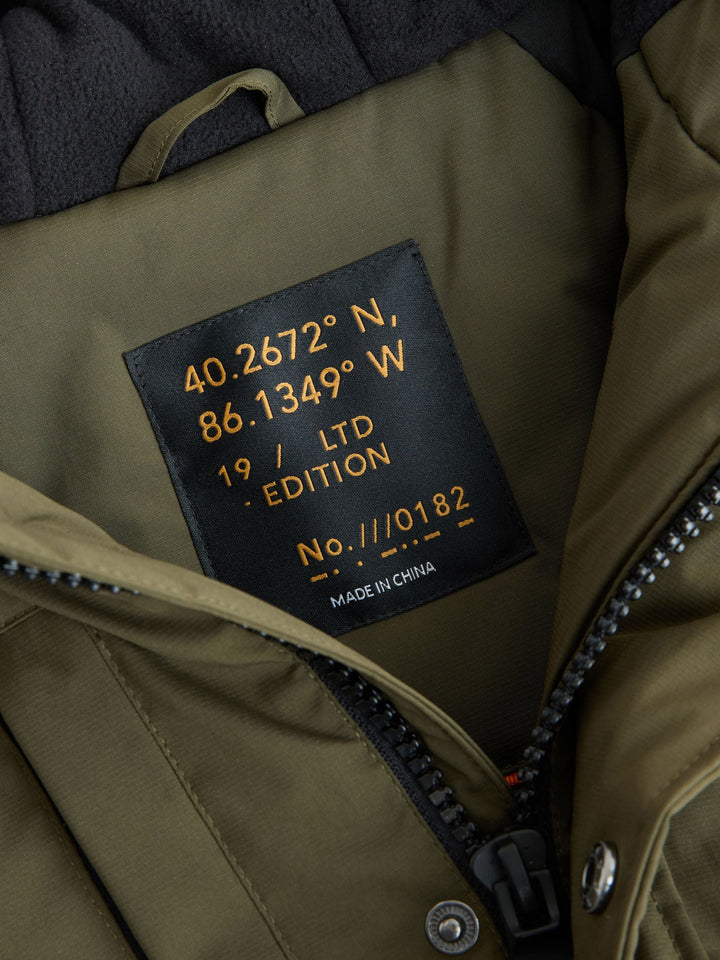 40.2672° N,
86.1349° W
19 / LTD
. EDITION
No.///0182
MADE IN CHINA